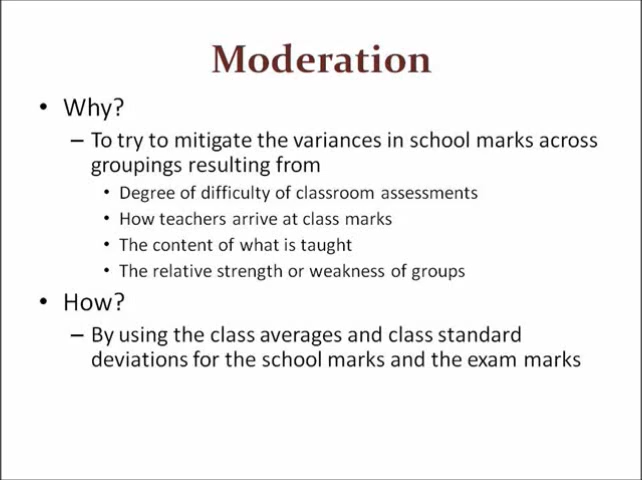 Moderation
• Why?
– To try to mitigate the variances in school marks across
groupings resulting from
• Degree of difficulty of classroom assessments
• How teachers arrive at class marks
• The content of what is taught
• The relative strength or weakness of groups
• How?
– By using the class averages and class standard
deviations for the school marks and the exam marks